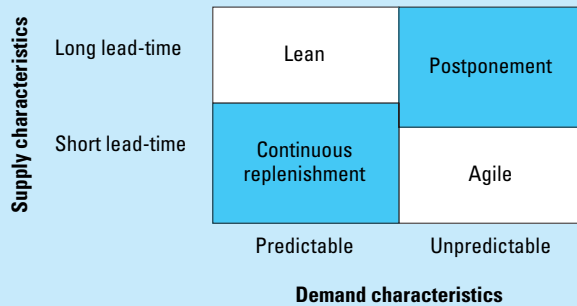 Supply characteristics
Long lead-time
Lean
Postponement
Short lead-time
Continuous
replenishment
Agile
Predictable
Unpredictable
Demand characteristics